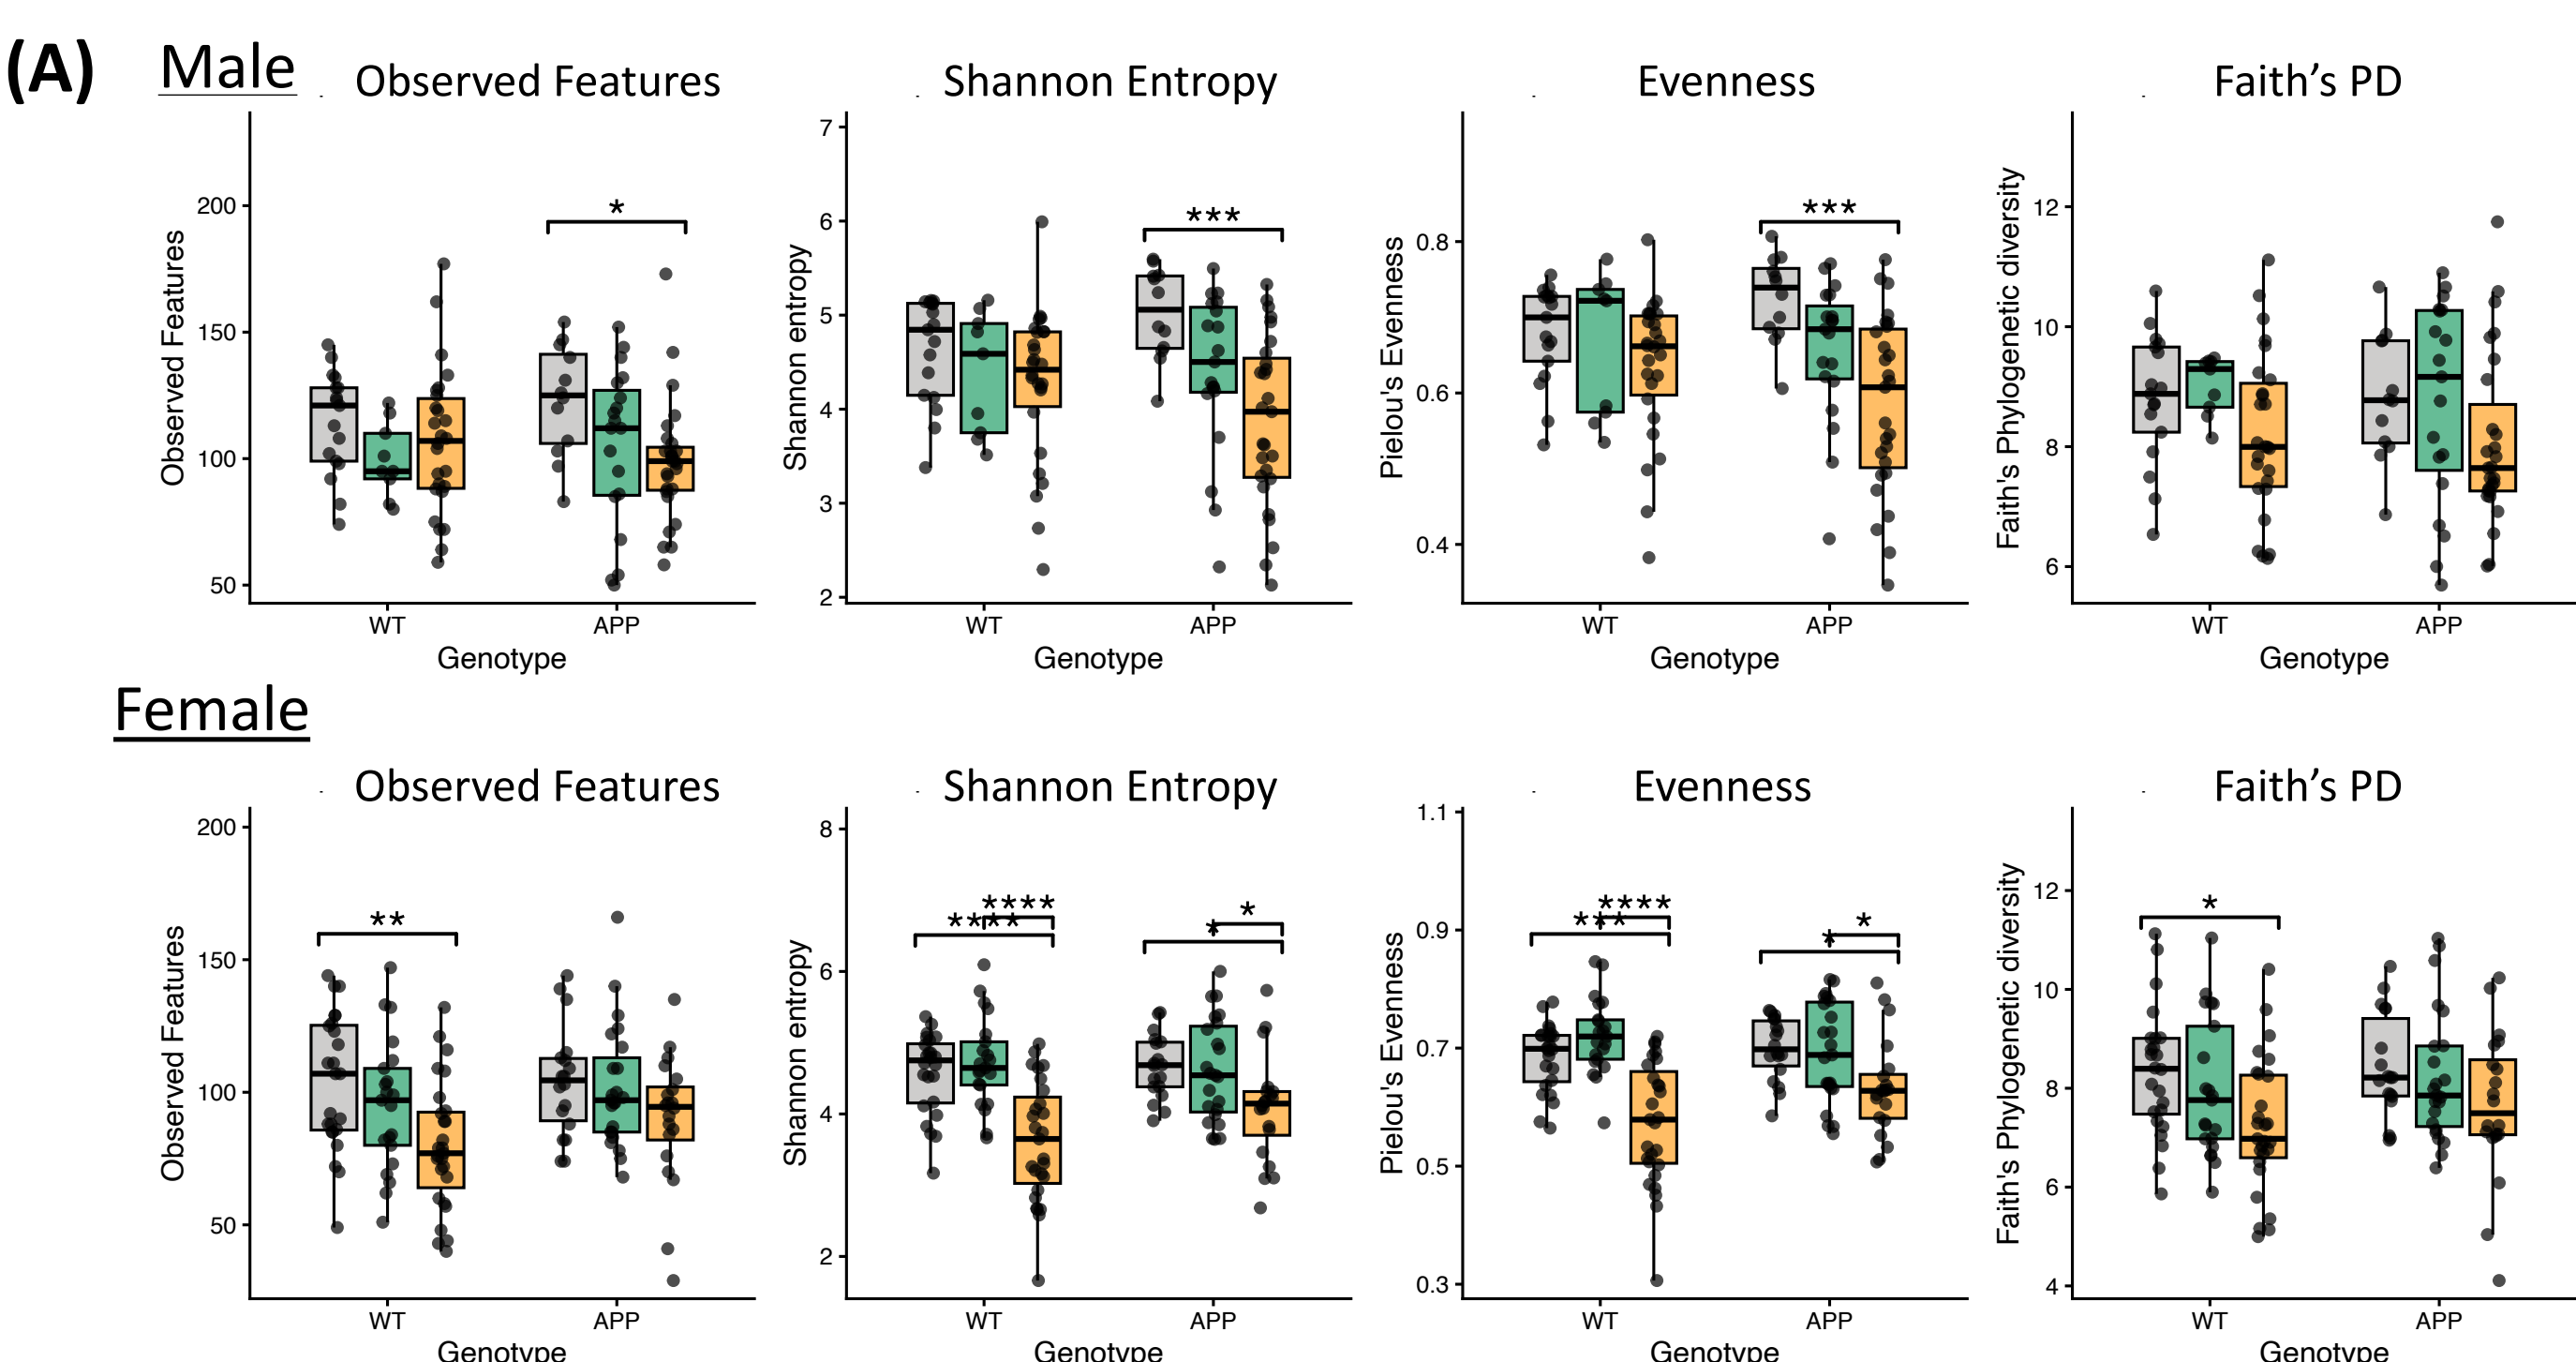 (A) Male
Observed Features Shannon Entropy Evenness Faith’s PD
Observed Features
200
150
100
50
*
WT APP
Genotype
Shannon entropy
7
6
5
4
3
2
***
WT APP
Genotype
Pielou's Evenness
0.8
0.6
0.4
***
WT APP
Genotype
Faith's Phylogenetic diversity
12
10
8
6
WT APP
Genotype
Female
Observed Features Shannon Entropy Evenness Faith’s PD
Observed Features
200
150
100
50
**
WT APP
Genotype
Shannon entropy
8
6
4
2
****
****
*
*
WT APP
Genotype
Pielou's Evenness
1.1
0.9
0.7
0.5
0.3
****
***
*
*
WT APP
Genotype
Faith's Phylogenetic diversity
12
10
8
6
4
*
WT APP
Genotype